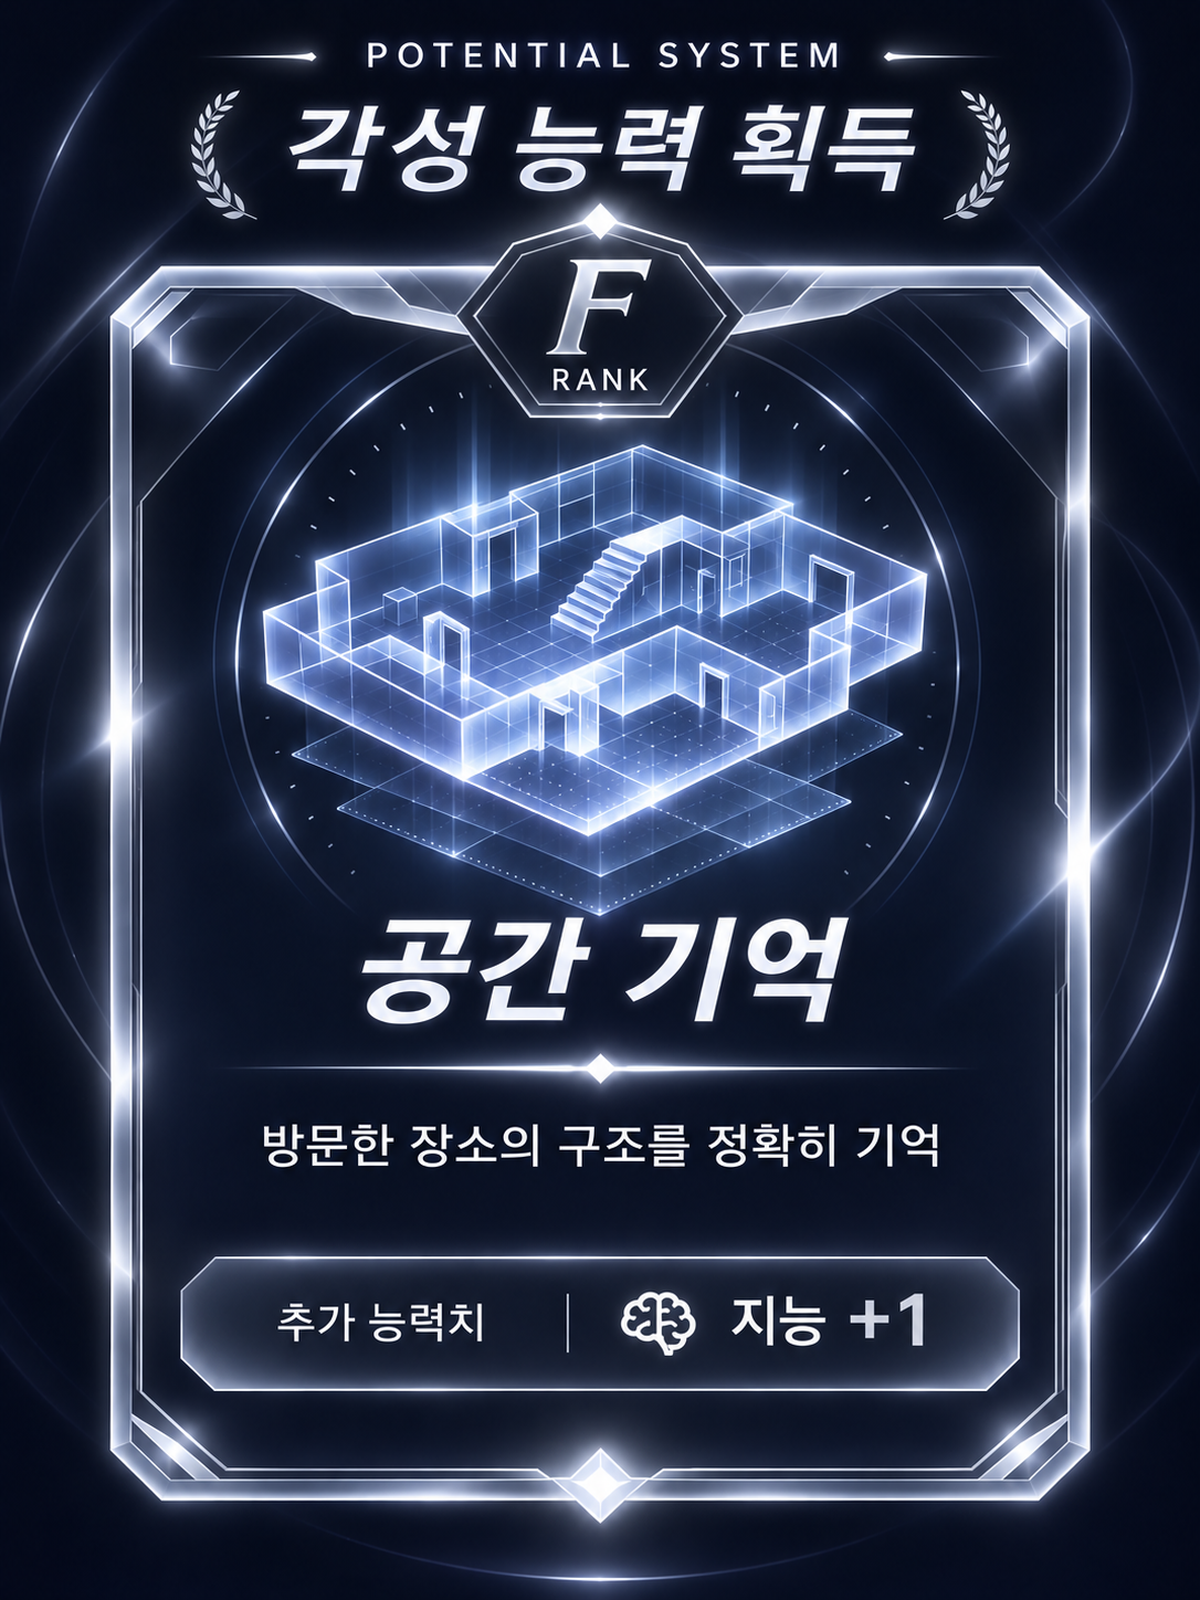 POTENTIAL SYSTEM
각성 능력 획득
F
RANK
공간 기억
방문한 장소의 구조를 정확히 기억
추가 능력치
지능 +1